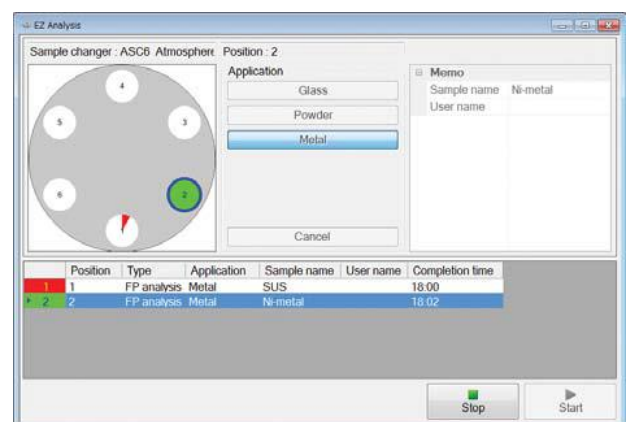 EZ Analysis
Sample changer : ASC6 Atmosphere Position : 2
Application
Glass
Powder
Metal
Cancel
Memo
Sample name Ni-metal
User name
4
5
3
6
2
Position Type Application Sample name User name Completion time
1 1 FP analysis Metal SUS 18:00
2 2 FP analysis Metal Ni-metal 18:02
Stop
Start